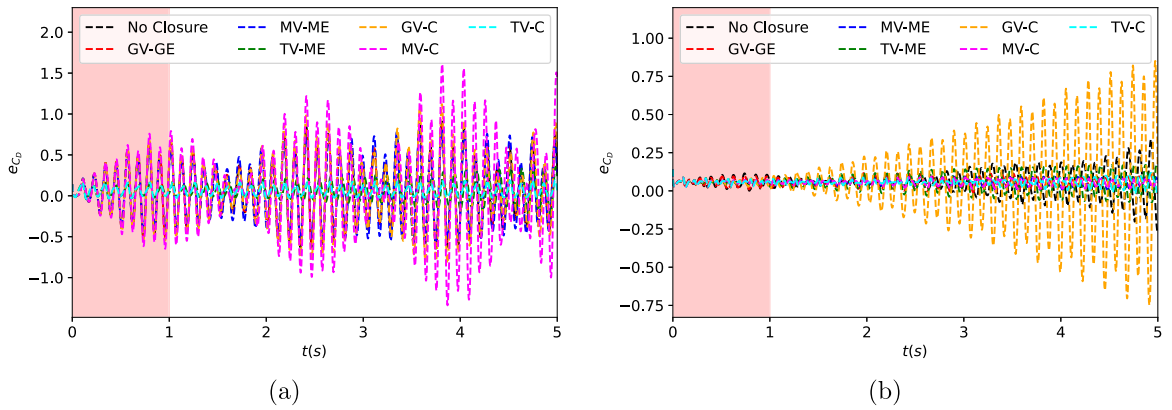 No Closure MV-ME GV-C TV-C
GV-GE TV-ME MV-C
2.0
1.5
1.0
0.5
0.0
−0.5
−1.0
e_{C_D}
0 1 2 3 4 5
t(s)
(a)
No Closure MV-ME GV-C TV-C
GV-GE TV-ME MV-C
1.00
0.75
0.50
0.25
0.00
−0.25
−0.50
−0.75
e_{C_D}
0 1 2 3 4 5
t(s)
(b)